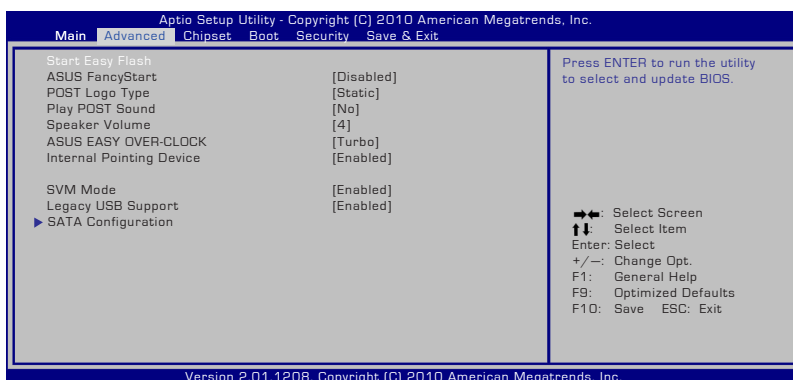 Aptio Setup Utility - Copyright (C) 2010 American Megatrends, Inc.
Main Advanced Chipset Boot Security Save & Exit
Start Easy Flash
ASUS FancyStart [Disabled]
POST Logo Type [Static]
Play POST Sound [No]
Speaker Volume [4]
ASUS EASY OVER-CLOCK [Turbo]
Internal Pointing Device [Enabled]
SVM Mode [Enabled]
Legacy USB Support [Enabled]
SATA Configuration
Press ENTER to run the utility
to select and update BIOS.
→←: Select Screen
↑↓: Select Item
Enter: Select
+/—: Change Opt.
F1: General Help
F9: Optimized Defaults
F10: Save ESC: Exit
Version 2.01.1208. Copyright (C) 2010 American Megatrends, Inc.